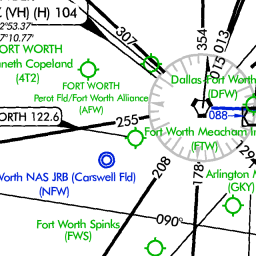 (VH) (H) 104
2°53.37
7°10.77
FORT WORTH
neth Copeland
(4T2)
307
354
013
015
Dallas-Fort Worth
(DFW)
FORT WORTH
Perot Fld/Fort Worth Alliance
(AFW)
ORTH 122.6
255
088
Fort Worth Meacham In
(FTW)
129
208
178
Worth NAS JRB (Carswell Fld)
(NFW)
Arlington M
(GKY)
090°
Fort Worth Spinks
(FWS)